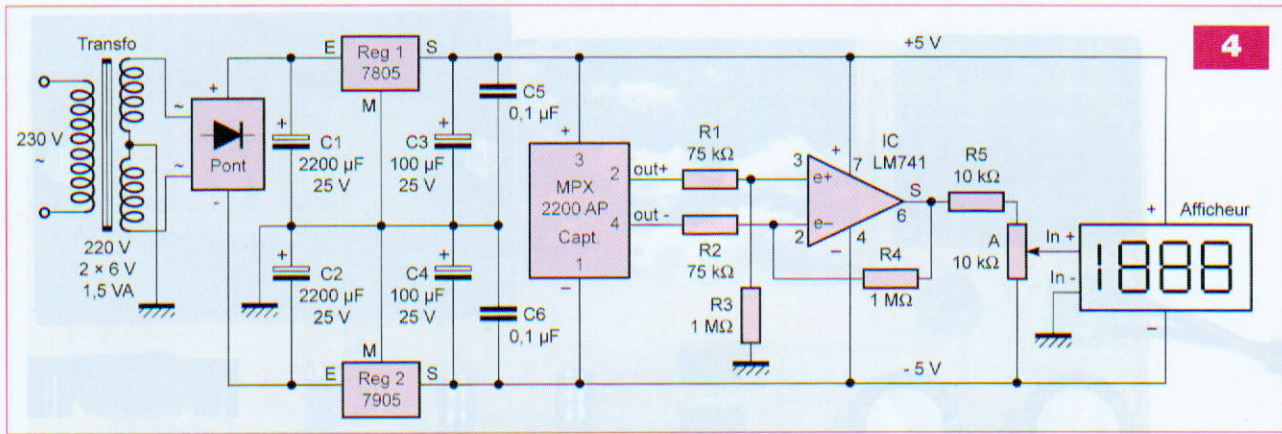 4
Transfo
230 V
~
220 V
2 × 6 V
1,5 VA
+
~
~
Pont
-
C1
2200 µF
25 V
C2
2200 µF
25 V
E
Reg 1
7805
S
M
C3
100 µF
25 V
C4
100 µF
25 V
M
E
Reg 2
7905
S
C5
0,1 µF
C6
0,1 µF
+5 V
+
3
MPX
2200 AP
Capt.
1
–
2
4
out+
out -
R1
75 kΩ
R2
75 kΩ
R3
1 MΩ
IC
LM741
+
7
3
e+
e–
2
S
6
4
–
R4
1 MΩ
R5
10 kΩ
A
10 kΩ
+
Afficheur
In +
In -
1888
–
- 5 V